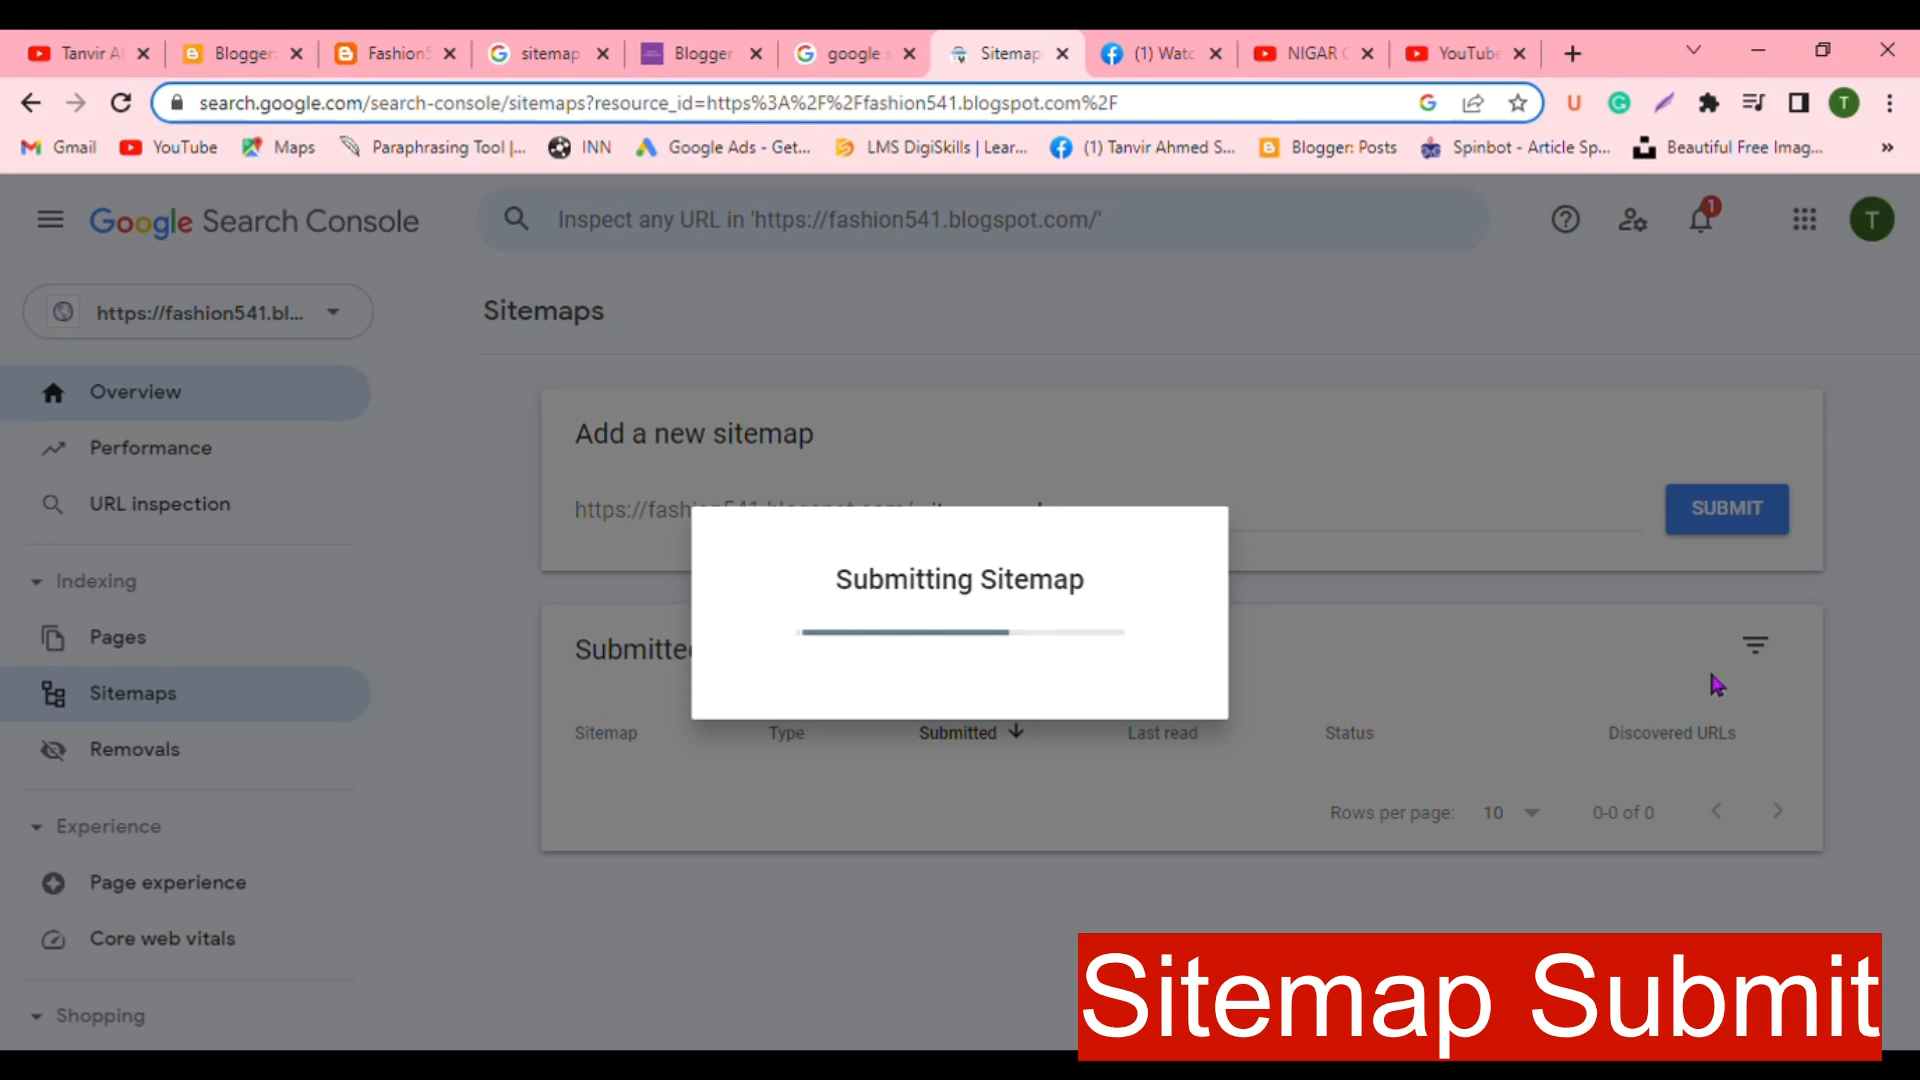 Tanvir A
Blogger:
Fashion5
sitemap
Blogger
google s
Sitemap
(1) Watc
NIGAR
YouTube
search.google.com/search-console/sitemaps?resource_id=https%3A%2F%2Ffashion541.blogspot.com%2F
T
Gmail
YouTube
Maps
Paraphrasing Tool |...
INN
Google Ads - Get...
LMS DigiSkills | Lear...
(1) Tanvir Ahmed S...
Blogger: Posts
Spinbot - Article Sp...
Beautiful Free Imag...
»
Google Search Console
Inspect any URL in 'https://fashion541.blogspot.com/'
1
T
https://fashion541.bl...
Sitemaps
Overview
Performance
URL inspection
Indexing
Pages
Sitemaps
Removals
Experience
Page experience
Core web vitals
Shopping
Add a new sitemap
https://fash
SUBMIT
Submitting Sitemap
Submitte
Sitemap
Type
Submitted
Last read
Status
Discovered URLs
Rows per page:
10
0-0 of 0
Sitemap Submit